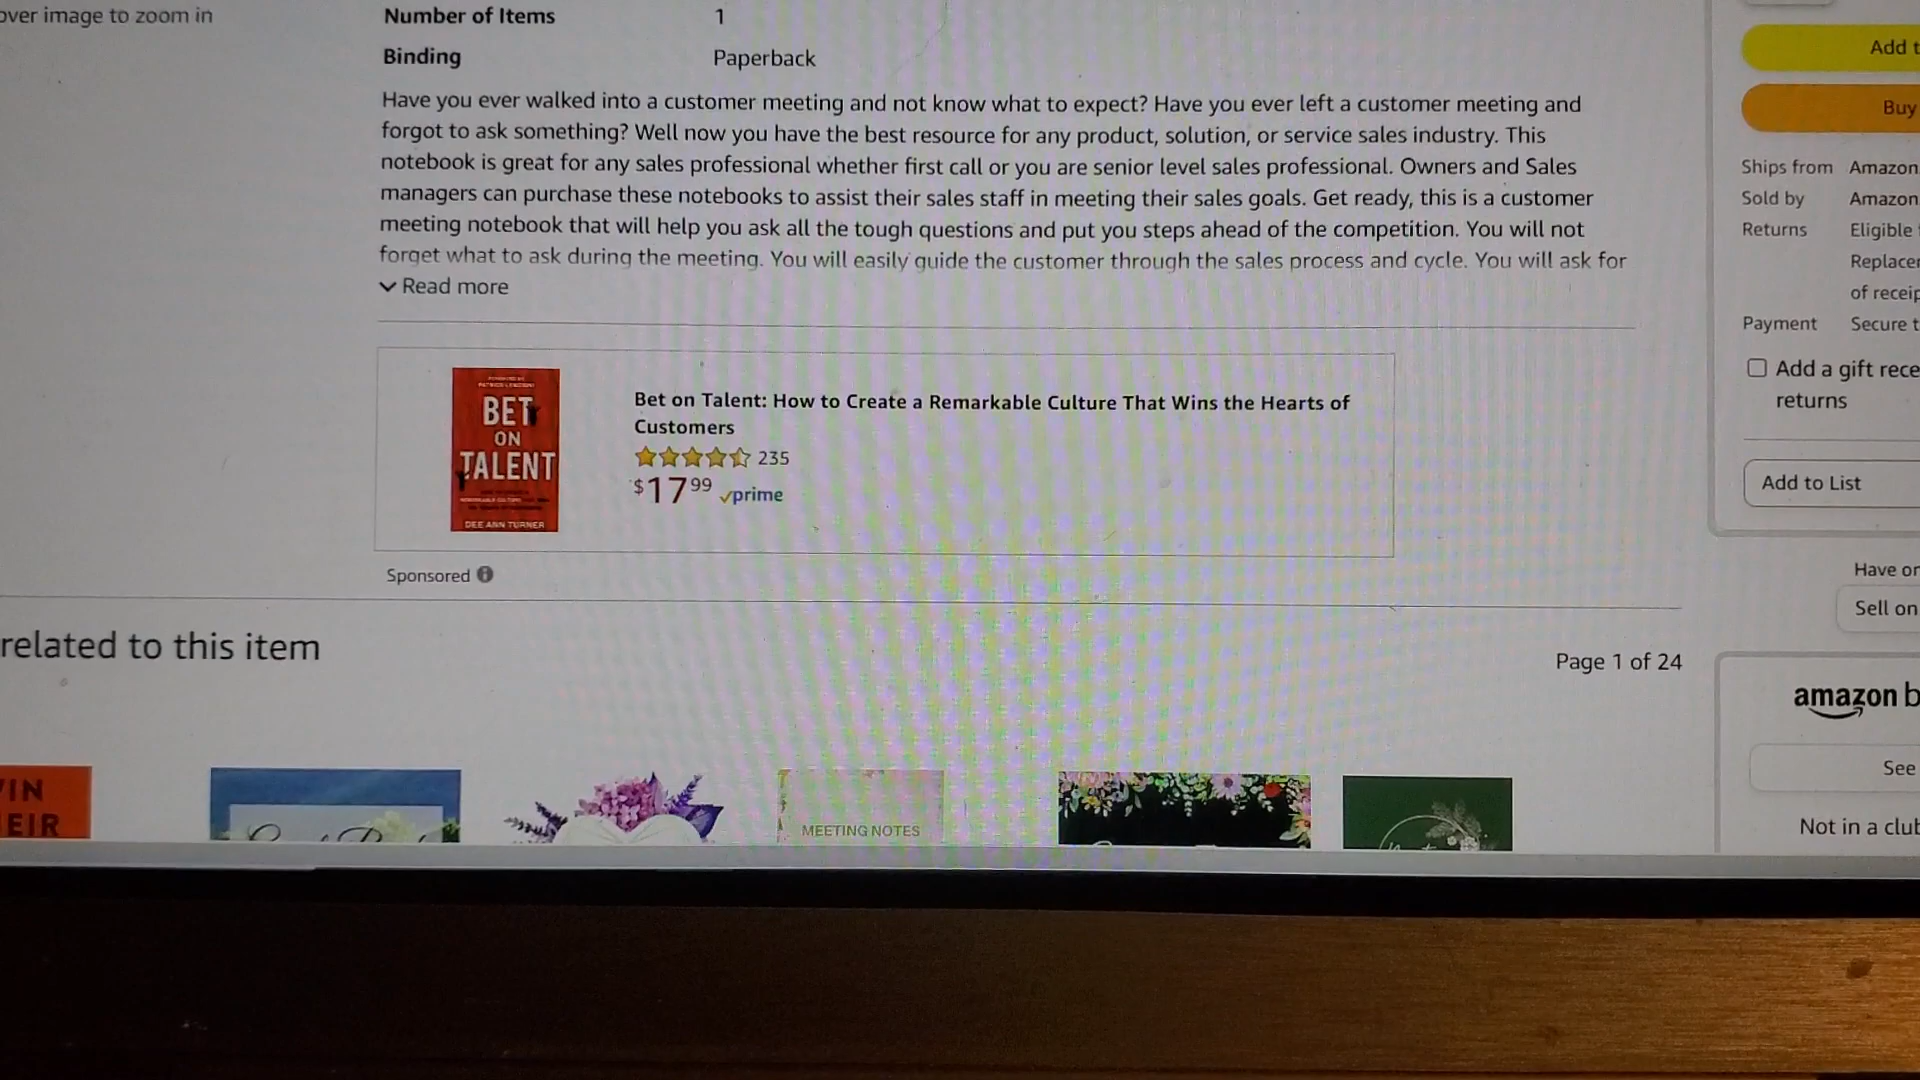 over image to zoom in
Number of Items 1
Binding Paperback
Have you ever walked into a customer meeting and not know what to expect? Have you ever left a customer meeting and
forgot to ask something? Well now you have the best resource for any product, solution, or service sales industry. This
notebook is great for any sales professional whether first call or you are senior level sales professional. Owners and Sales
managers can purchase these notebooks to assist their sales staff in meeting their sales goals. Get ready, this is a customer
meeting notebook that will help you ask all the tough questions and put you steps ahead of the competition. You will not
forget what to ask during the meeting. You will easily guide the customer through the sales process and cycle. You will ask for
Read more
BET
ON
TALENT
DEE ANN TURNER
Bet on Talent: How to Create a Remarkable Culture That Wins the Hearts of
Customers
235
$17.99 prime
Sponsored
related to this item
Page 1 of 24
MEETING NOTES
Add t
Buy
Ships from Amazon
Sold by Amazon
Returns Eligible
Replacer
of receip
Payment Secure t
Add a gift rece
returns
Add to List
Have or
Sell on
amazon b
See
Not in a club